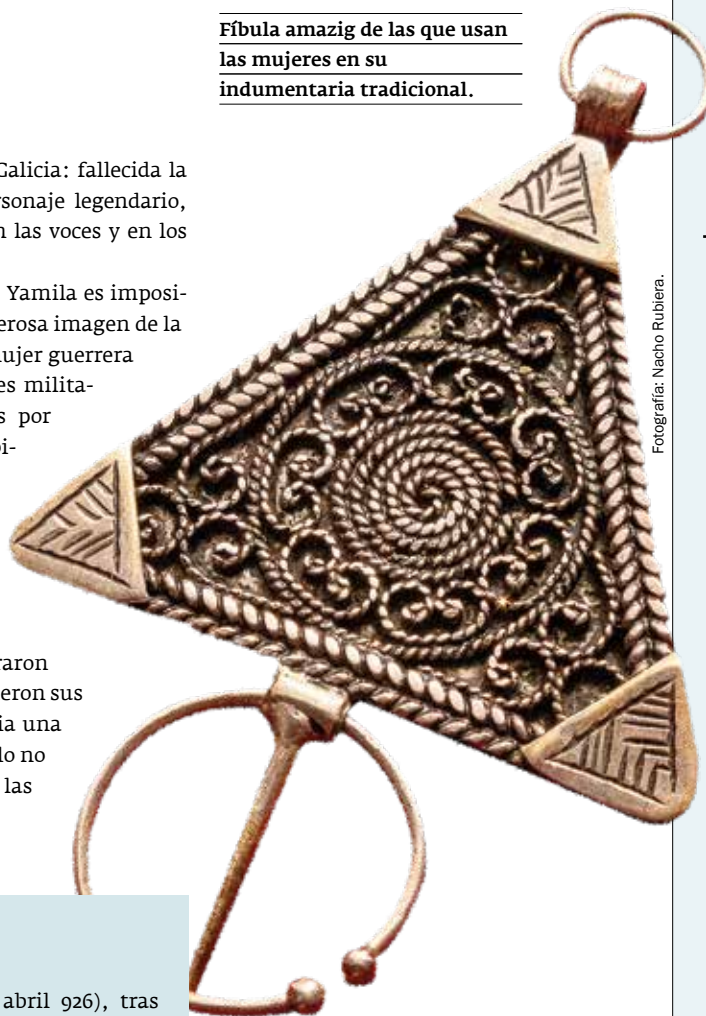 Fíbula amazig de las que usan
las mujeres en su
indumentaria tradicional.
Galicia: fallecida la
rsonaje legendario,
n las voces y en los
Yamila es imposi-
erosa imagen de la
ujer guerrera
es milita-
s por
pi-
raron
eron sus
ia una
lo no
las
abril 926), tras
Fotografía: Nacho Rubiera.